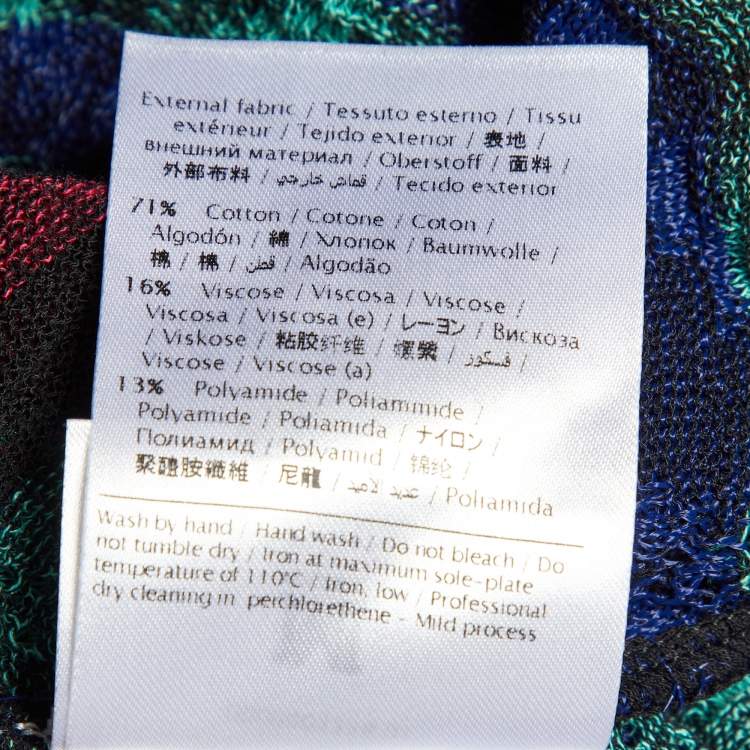 External fabric / Tessuto esterno / Tissu
extérieur / Tejido exterior / 表地 /
внешний материал / Oberstoff / 面料 /
外部布料 / قماش خارجي / Tecido exterior
71% Cotton / Cotone / Coton /
Algodón / 綿 / Хлопок / Baumwolle /
棉 / 棉 / قطن / Algodão
16% Viscose / Viscosa / Viscose /
Viscosa / Viscosa (e) / レーヨン / Вискоза
/ Viskose / 粘胶纤维 / 嫘縈 / فسكوز /
Viscose / Viscose (a)
13% Polyamide / Poliammide /
Polyamide / Poliamida / ナイロン /
Полиамид / Polyamid / 锦纶 /
聚醯胺纖維 / 尼龍 / عديد الاميد / Poliamida
Wash by hand / Hand wash / Do not bleach / Do
not tumble dry / Iron at maximum sole-plate
temperature of 110°C / Iron, low / Professional
dry cleaning in perchlorethene - Mild process